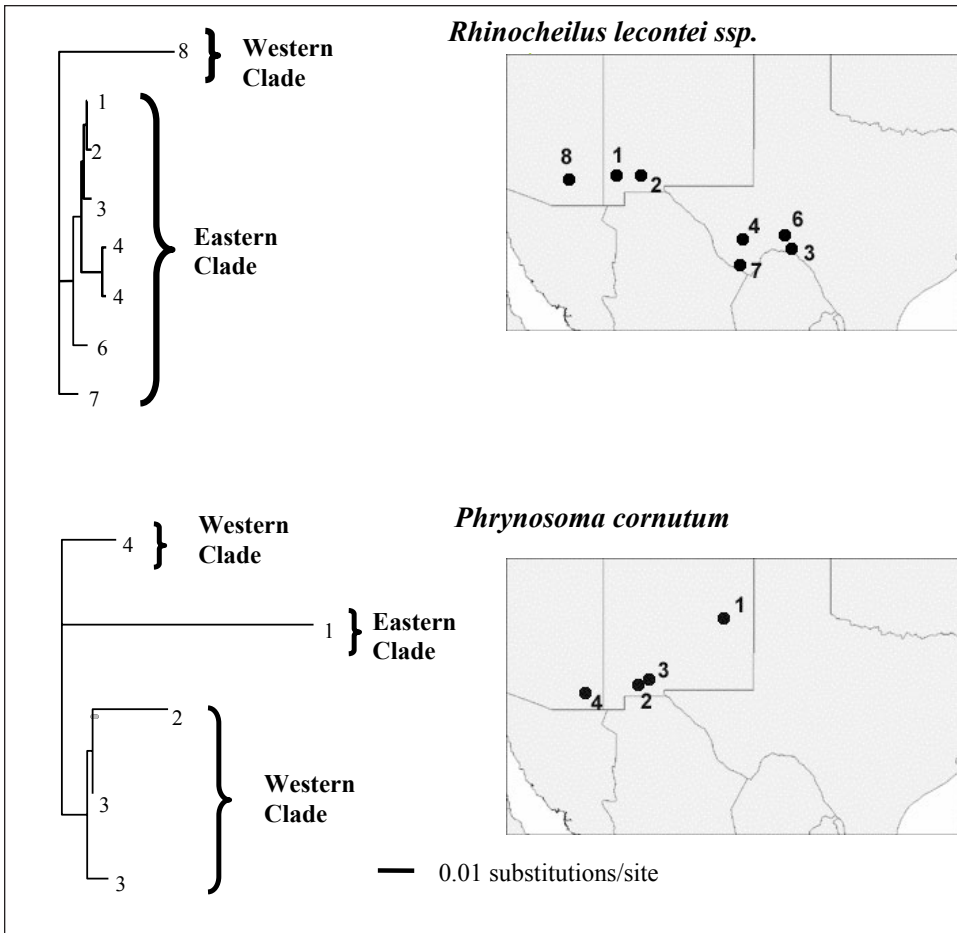 Rhinocheilus lecontei ssp.
8
Western
Clade
1
2
3
4
4
6
7
Eastern
Clade
8
1
2
4
6
3
7
Phrynosoma cornutum
4
Western
Clade
1
Eastern
Clade
2
3
3
Western
Clade
1
3
2
4
0.01 substitutions/site